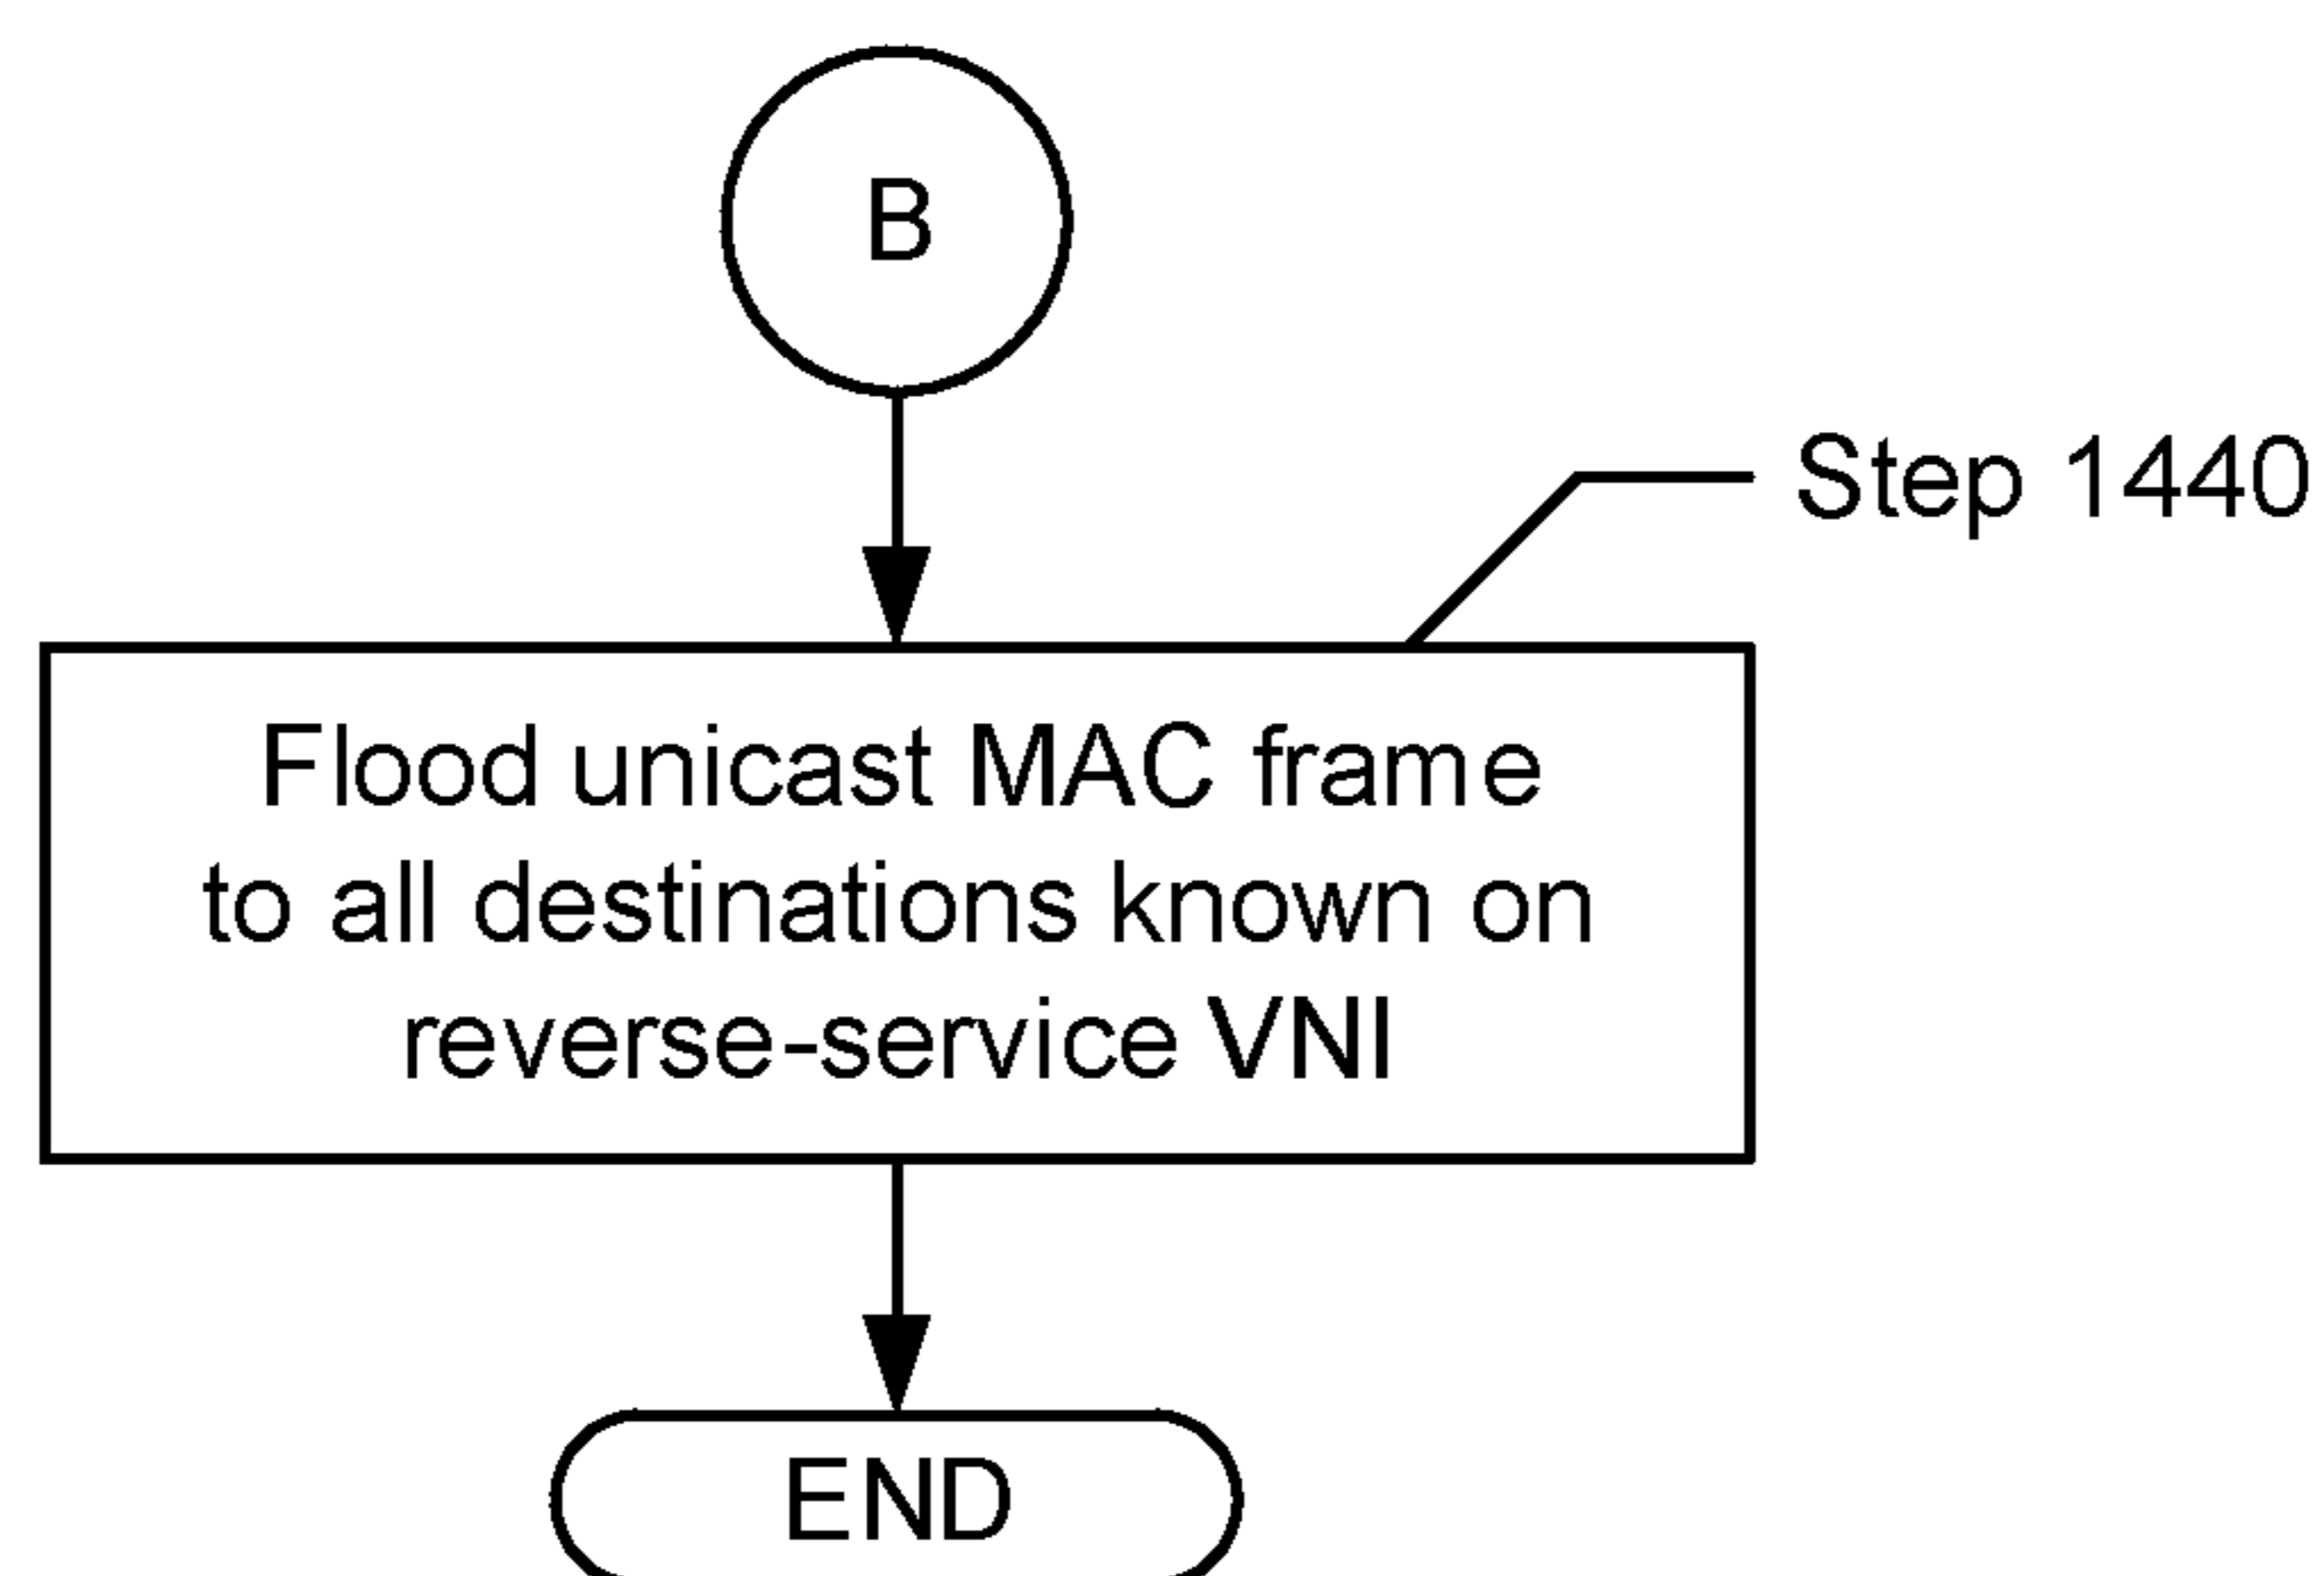 B
Step 1440
Flood unicast MAC frame
to all destinations known on
reverse-service VNI
END